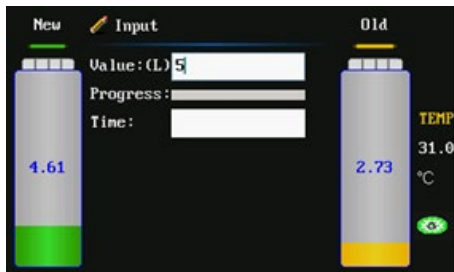 New
Input
Old
Value:(L) 5
Progress:
Time:
TEMP
31.0
°C
4.61
2.73